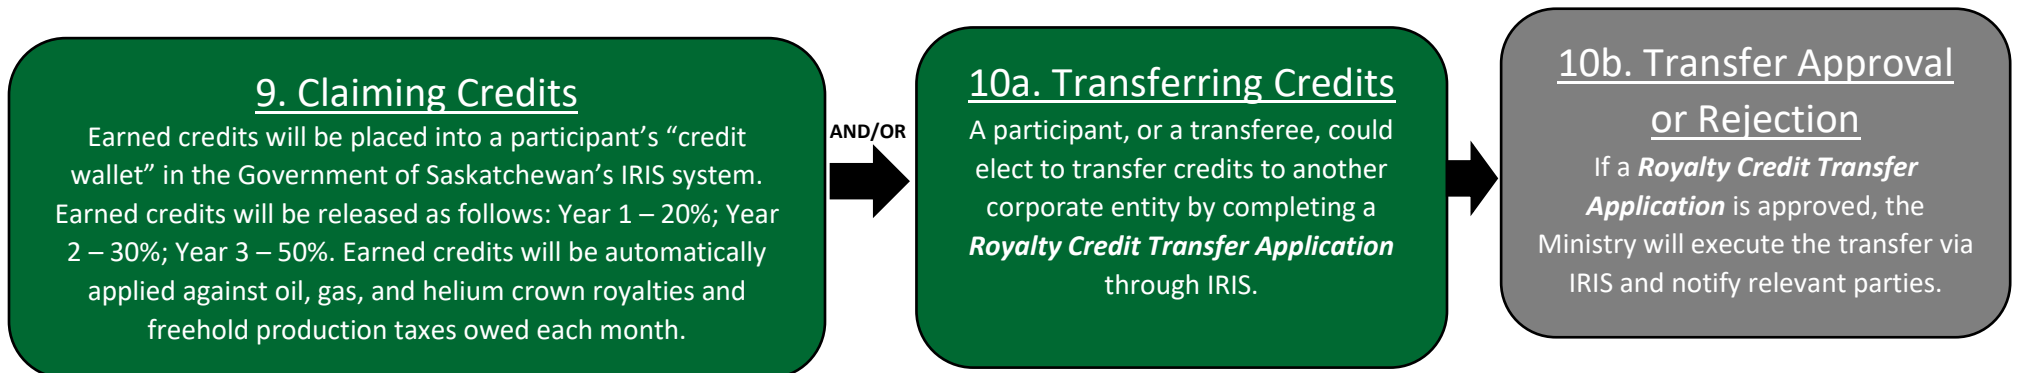 9. Claiming Credits
Earned credits will be placed into a participant’s “credit
wallet” in the Government of Saskatchewan’s IRIS system.
Earned credits will be released as follows: Year 1 – 20%; Year
2 – 30%; Year 3 – 50%. Earned credits will be automatically
applied against oil, gas, and helium crown royalties and
freehold production taxes owed each month.
AND/OR
10a. Transferring Credits
A participant, or a transferee, could
elect to transfer credits to another
corporate entity by completing a
Royalty Credit Transfer Application
through IRIS.
10b. Transfer Approval
or Rejection
If a Royalty Credit Transfer
Application is approved, the
Ministry will execute the transfer via
IRIS and notify relevant parties.